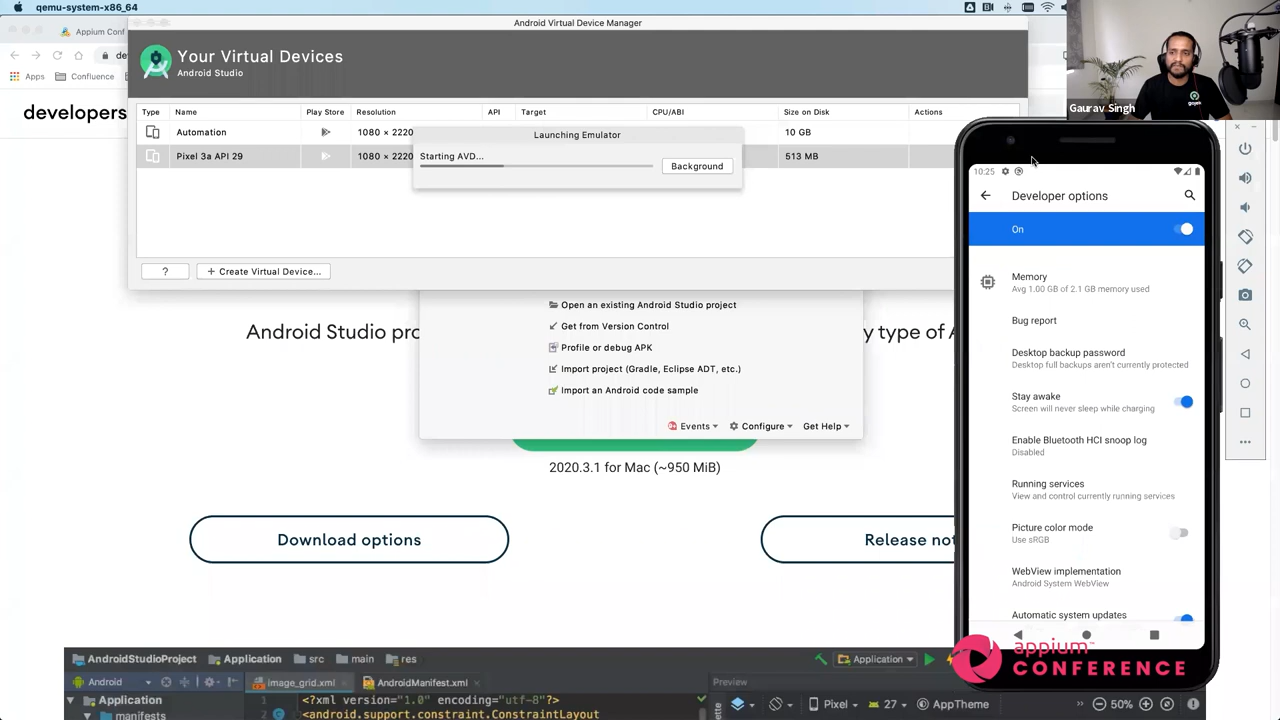 qemu-system-x86_64
Android Virtual Device Manager
Appium Conf
Apps
Confluence
developers
Your Virtual Devices
Android Studio
Type
Name
Play Store
Resolution
API
Target
CPU/ABI
Size on Disk
Actions
Automation
1080 × 2220
10 GB
Pixel 3a API 29
1080 × 2220
513 MB
Launching Emulator
Starting AVD...
Background
?
+ Create Virtual Device...
Open an existing Android Studio project
Get from Version Control
Profile or debug APK
Import project (Gradle, Eclipse ADT, etc.)
Import an Android code sample
Events
Configure
Get Help
Android Studio pro
y type of A
2020.3.1 for Mac (~950 MiB)
Download options
Release not
Gaurav Singh
10:25
Developer options
On
Memory
Avg 1.00 GB of 2.1 GB memory used
Bug report
Desktop backup password
Desktop full backups aren't currently protected
Stay awake
Screen will never sleep while charging
Enable Bluetooth HCI snoop log
Disabled
Running services
View and control currently running services
Picture color mode
Use sRGB
WebView implementation
Android System WebView
Automatic system updates
appium™
CONFERENCE
AndroidStudioProject
Application
src
main
res
Application
Android
image_grid.xml
AndroidManifest.xml
Preview
Application
manifests
1
2
<?xml version="1.0" encoding="utf-8"?>
<android.support.constraint.ConstraintLayout
Pixel
27
AppTheme
50%